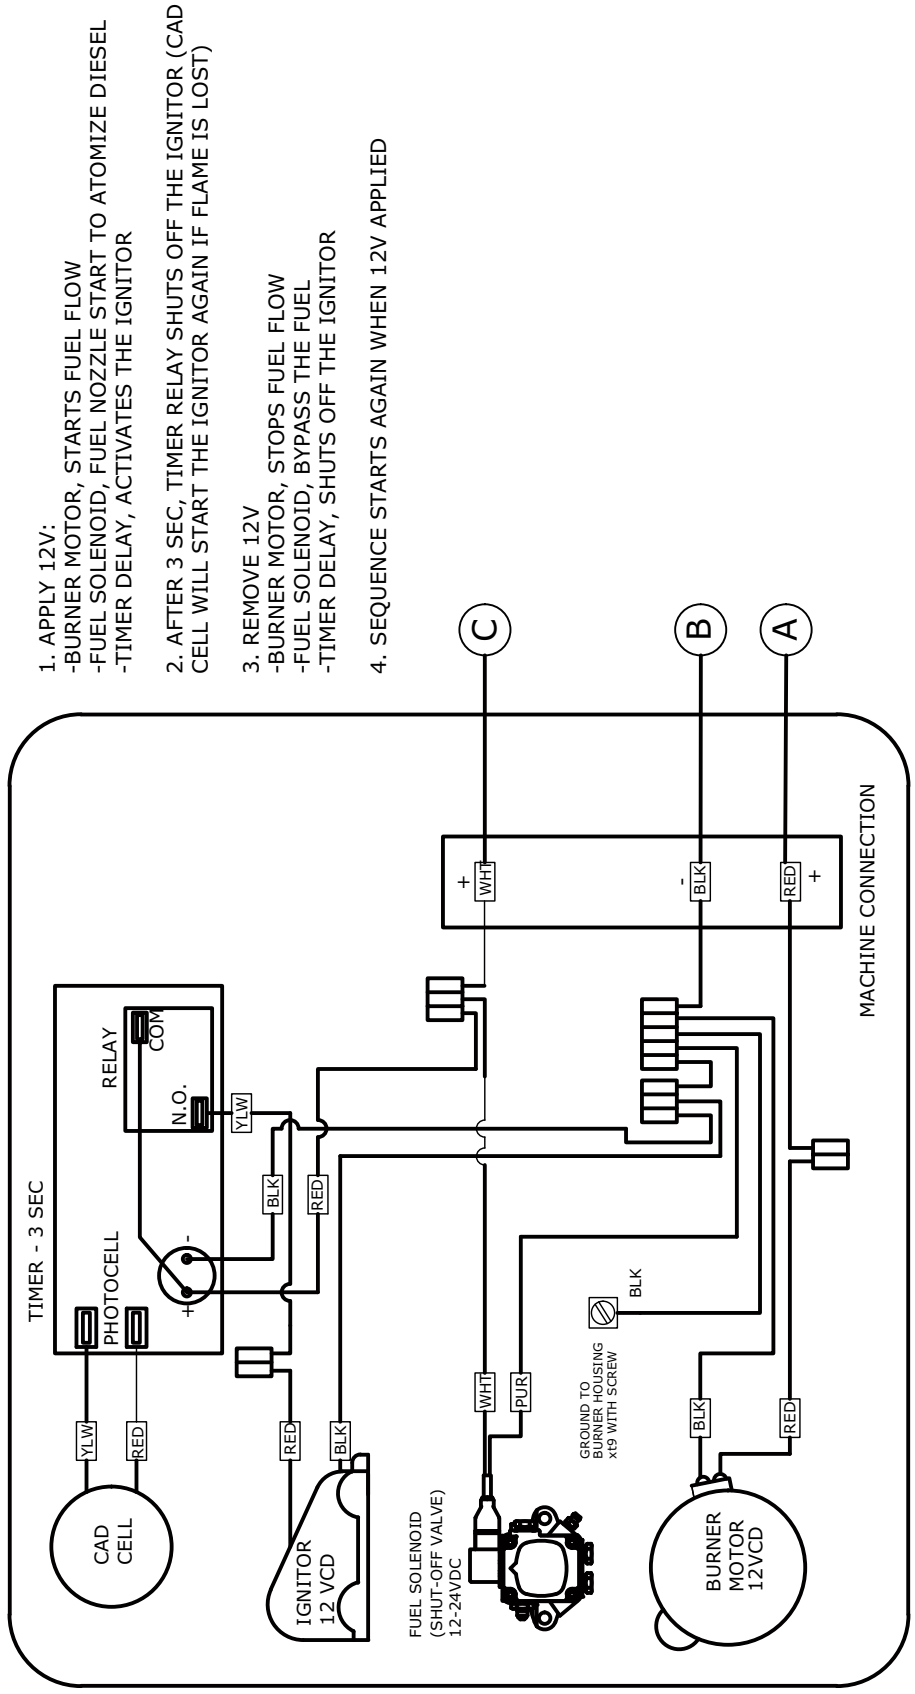 1. APPLY 12V:
-BURNER MOTOR, STARTS FUEL FLOW
-FUEL SOLENOID, FUEL NOZZLE START TO ATOMIZE DIESEL
-TIMER DELAY, ACTIVATES THE IGNITOR
2. AFTER 3 SEC, TIMER RELAY SHUTS OFF THE IGNITOR (CAD
CELL WILL START THE IGNITOR AGAIN IF FLAME IS LOST)
3. REMOVE 12V
-BURNER MOTOR, STOPS FUEL FLOW
-FUEL SOLENOID, BYPASS THE FUEL
-TIMER DELAY, SHUTS OFF THE IGNITOR
4. SEQUENCE STARTS AGAIN WHEN 12V APPLIED
TIMER - 3 SEC
PHOTOCELL
RELAY
COM
N.O.
+
-
YLW
RED
CAD
CELL
YLW
BLK
RED
RED
BLK
IGNITOR
12 VCD
FUEL SOLENOID
(SHUT-OFF VALVE)
12-24VDC
WHT
PUR
GROUND TO
BURNER HOUSING
xt9 WITH SCREW
BLK
BLK
RED
BURNER
MOTOR
12VCD
+
WHT
-
BLK
RED
+
MACHINE CONNECTION
C
B
A